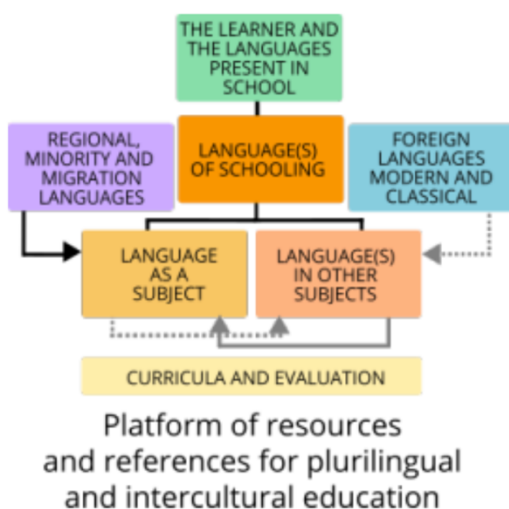 THE LEARNER AND
THE LANGUAGES
PRESENT IN
SCHOOL
REGIONAL,
MINORITY AND
MIGRATION
LANGUAGES
LANGUAGE(S)
OF SCHOOLING
FOREIGN
LANGUAGES
MODERN AND
CLASSICAL
LANGUAGE
AS A
SUBJECT
LANGUAGE(S)
IN OTHER
SUBJECTS
CURRICULA AND EVALUATION
Platform of resources
and references for plurilingual
and intercultural education